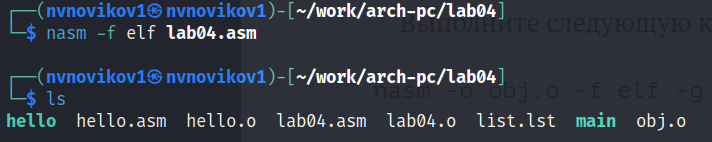 ┌──(nvnovikov1㉿nvnovikov1)-[~/work/arch-pc/lab04]
└─$ nasm -f elf lab04.asm
Выполните следующую к
┌──(nvnovikov1㉿nvnovikov1)-[~/work/arch-pc/lab04]
└─$ ls
nasm -o obj.o -f elf -g
hello hello.asm hello.o lab04.asm lab04.o list.lst main obj.o